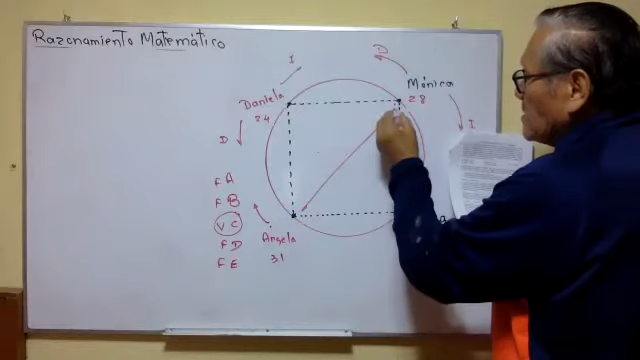 Razonamiento Matemático
I
D
Mónica
28
I
Daniela
24
D
F A
F B
V C
F D
F E
Angela
31